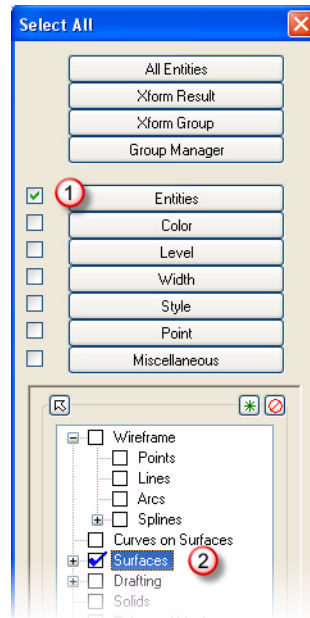 Select All
All Entities
Xform Result
Xform Group
Group Manager
1
Entities
Color
Level
Width
Style
Point
Miscellaneous
Wireframe
Points
Lines
Arcs
Splines
Curves on Surfaces
Surfaces 2
Drafting
Solids